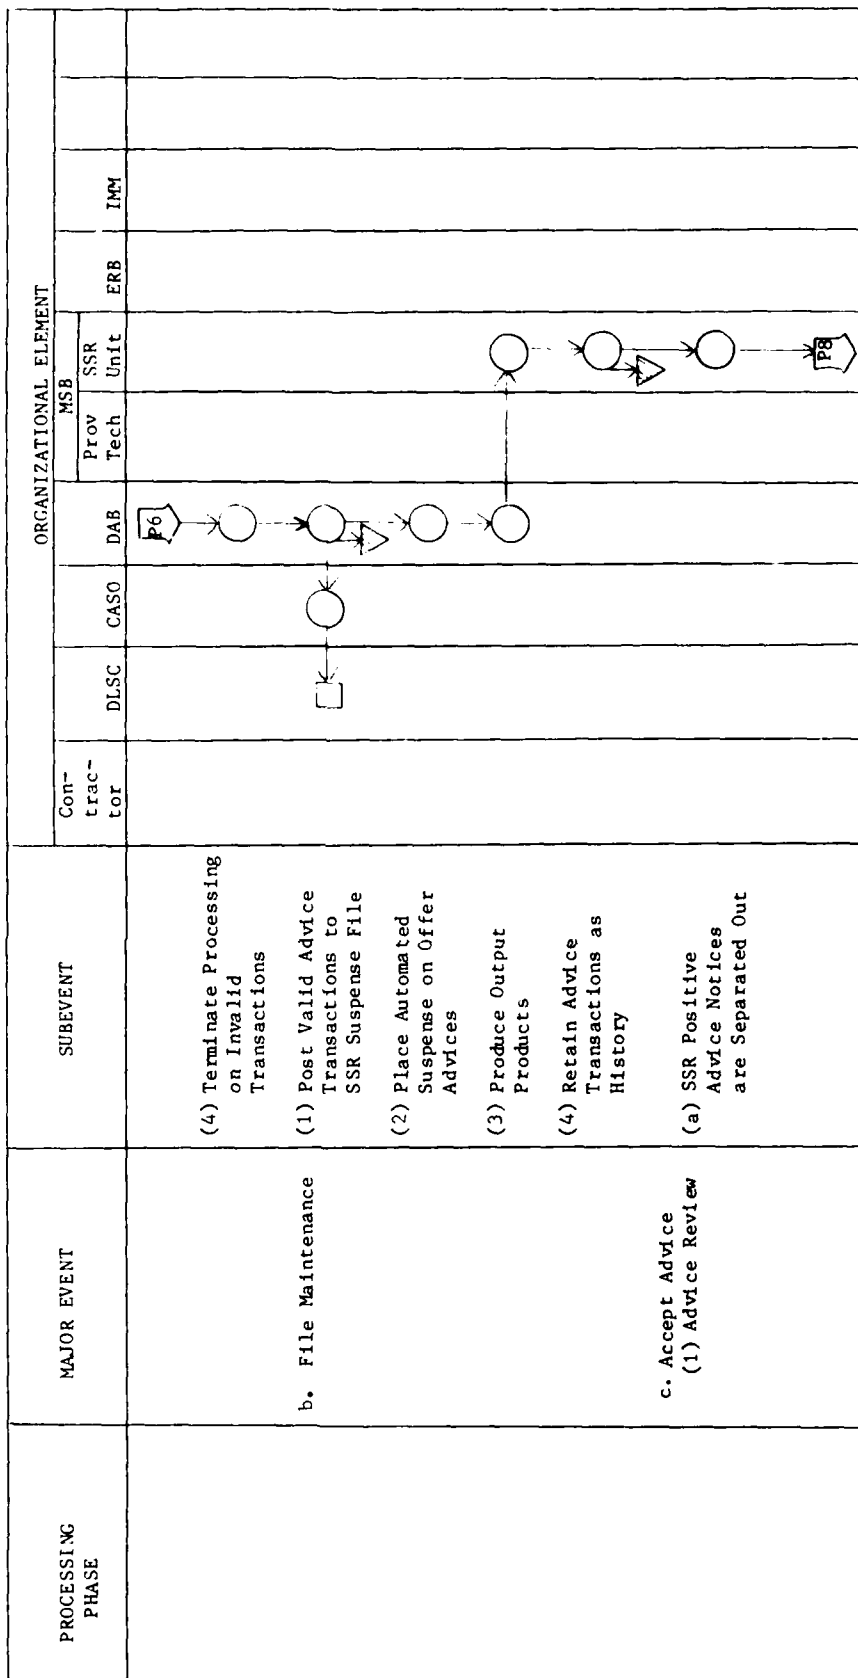 PROCESSING
PHASE
MAJOR EVENT
SUBEVENT
ORGANIZATIONAL ELEMENT
Con-
trac-
tor
DLSC
CASO
DAB
MSB
Prov
Tech
SSR
Unit
ERB
IMM
P6
(4) Terminate Processing
on Invalid
Transactions
b. File Maintenance
(1) Post Valid Advice
Transactions to
SSR Suspense File
(2) Place Automated
Suspense on Offer
Advices
(3) Produce Output
Products
(4) Retain Advice
Transactions as
History
c. Accept Advice
(1) Advice Review
(a) SSR Positive
Advice Notices
are Separated Out
P8